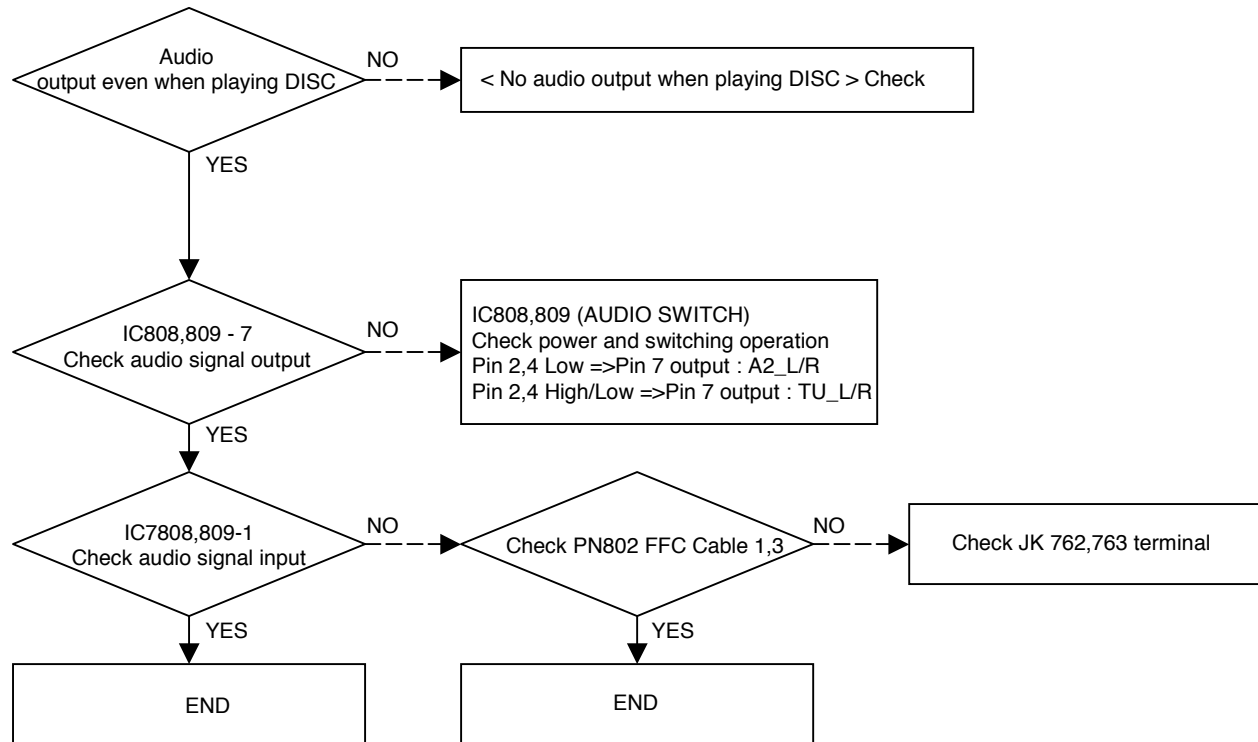 Audio
output even when playing DISC
NO
< No audio output when playing DISC > Check
YES
IC808,809 - 7
Check audio signal output
NO
IC808,809 (AUDIO SWITCH)
Check power and switching operation
Pin 2,4 Low =>Pin 7 output : A2_L/R
Pin 2,4 High/Low =>Pin 7 output : TU_L/R
YES
IC7808,809-1
Check audio signal input
NO
Check PN802 FFC Cable 1,3
NO
Check JK 762,763 terminal
YES
YES
END
END